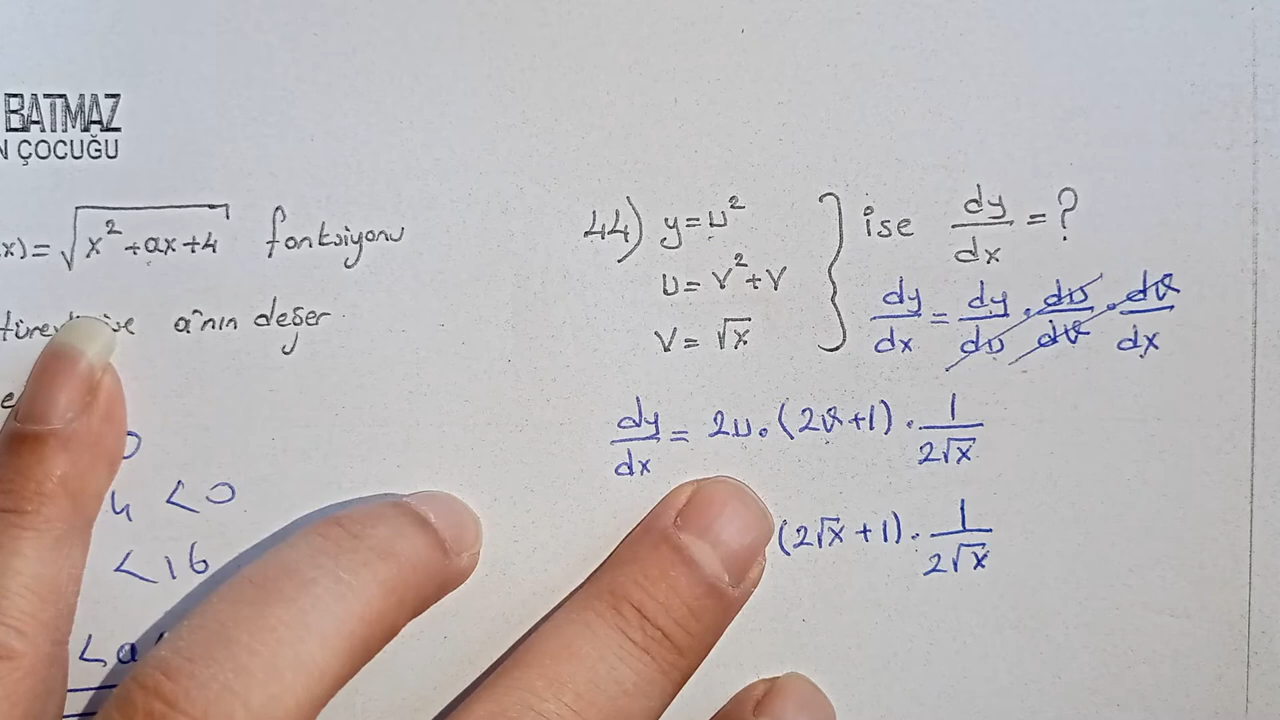 BATMAZ
N ÇOCUĞU
x) = √(x² + ax + 4) fonksiyonu
a'nın değer
0
4 < 0
< 16
< a
44) y = u²
u = v² + v
v = √x
} ise dy/dx = ?
dy/dx = dy/du · du/dv · dv/dx
dy/dx = 2u · (2v + 1) · 1/(2√x)
(2√x + 1) · 1/(2√x)